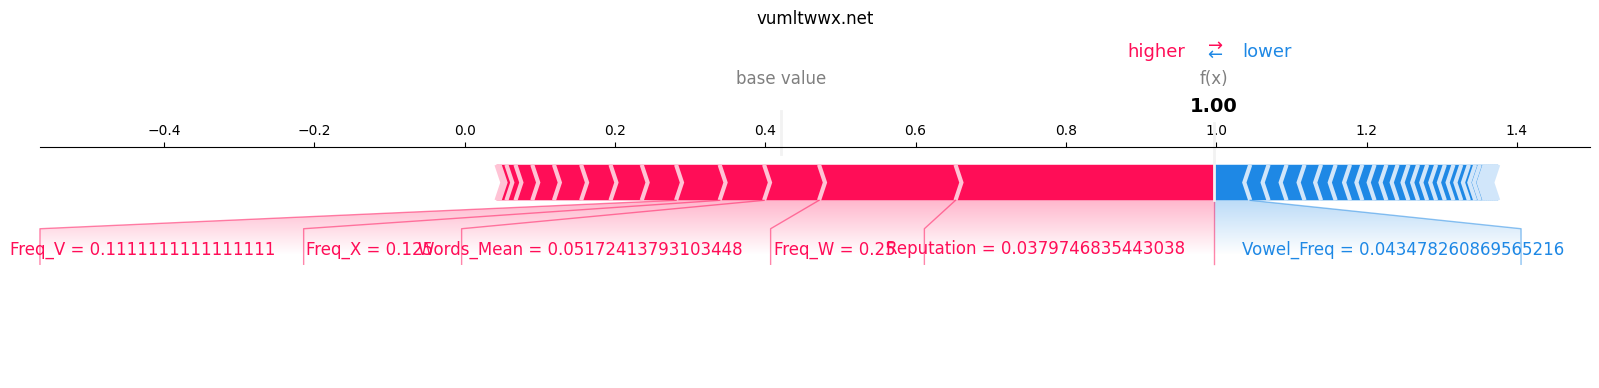 vumltwwx.net
higher → lower
←
base value f(x)
1.00
−0.4 −0.2 0.0 0.2 0.4 0.6 0.8 1.0 1.2 1.4
Freq_V = 0.1111111111111111 Freq_X = 0.125 Words_Mean = 0.05172413793103448 Freq_W = 0.25 Reputation = 0.0379746835443038 Vowel_Freq = 0.043478260869565216